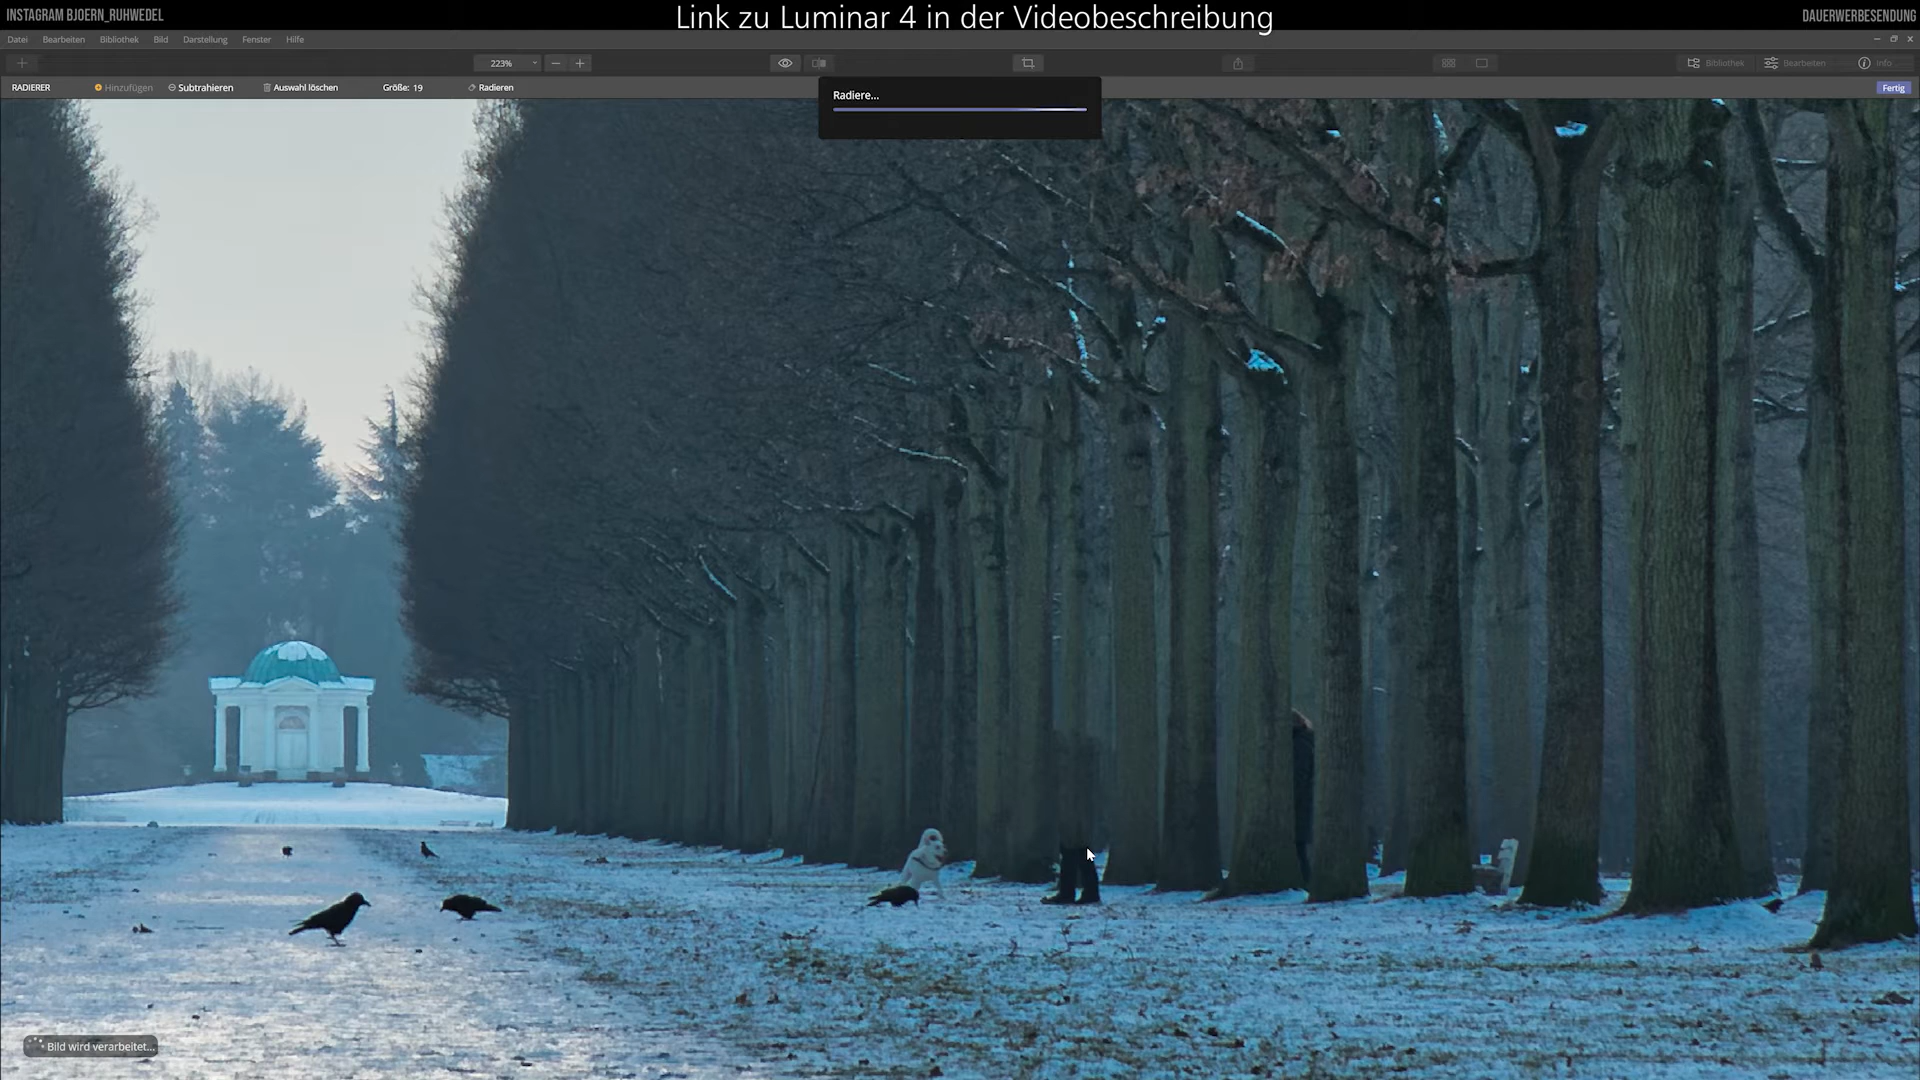 INSTAGRAM BJOERN_RUHWEDEL
Link zu Luminar 4 in der Videobeschreibung
DAUERWERBESENDUNG
Datei Bearbeiten Bibliothek Bild Darstellung Fenster Hilfe
223%
Bibliothek Bearbeiten Info
RADIERER Hinzufügen Subtrahieren Auswahl löschen Größe: 19 Radieren Fertig
Radiere...
Bild wird verarbeitet...